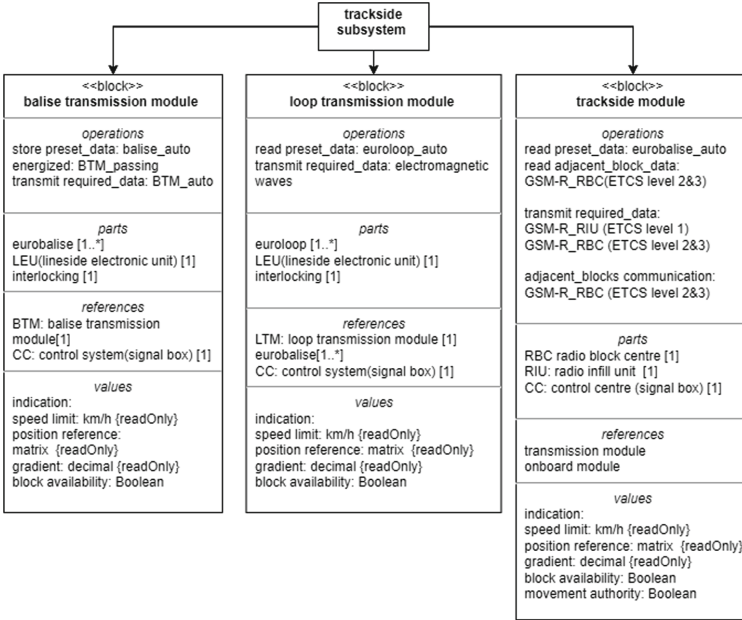 trackside
subsystem
<<block>>
balise transmission module
operations
store preset_data: balise_auto
energized: BTM_passing
transmit required_data: BTM_auto
parts
eurobalise [1..*]
LEU(lineside electronic unit) [1]
interlocking [1]
references
BTM: balise transmission
module[1]
CC: control system(signal box) [1]
values
indication:
speed limit: km/h {readOnly}
position reference:
matrix {readOnly}
gradient: decimal {readOnly}
block availability: Boolean
<<block>>
loop transmission module
operations
read preset_data: euroloop_auto
transmit required_data: electromagnetic
waves
parts
euroloop [1..*]
LEU(lineside electronic unit) [1]
interlocking [1]
references
LTM: loop transmission module [1]
eurobalise[1..*]
CC: control system(signal box) [1]
values
indication:
speed limit: km/h {readOnly}
position reference: matrix {readOnly}
gradient: decimal {readOnly}
block availability: Boolean
<<block>>
trackside module
operations
read preset_data: eurobalise_auto
read adjacent_block_data:
GSM-R_RBC(ETCS level 2&3)
transmit required_data:
GSM-R_RIU (ETCS level 1)
GSM-R_RBC (ETCS level 2&3)
adjacent_blocks communication:
GSM-R_RBC (ETCS level 2&3)
parts
RBC radio block centre [1]
RIU: radio infill unit [1]
CC: control centre (signal box) [1]
references
transmission module
onboard module
values
indication:
speed limit: km/h {readOnly}
position reference: matrix {readOnly}
gradient: decimal {readOnly}
block availability: Boolean
movement authority: Boolean